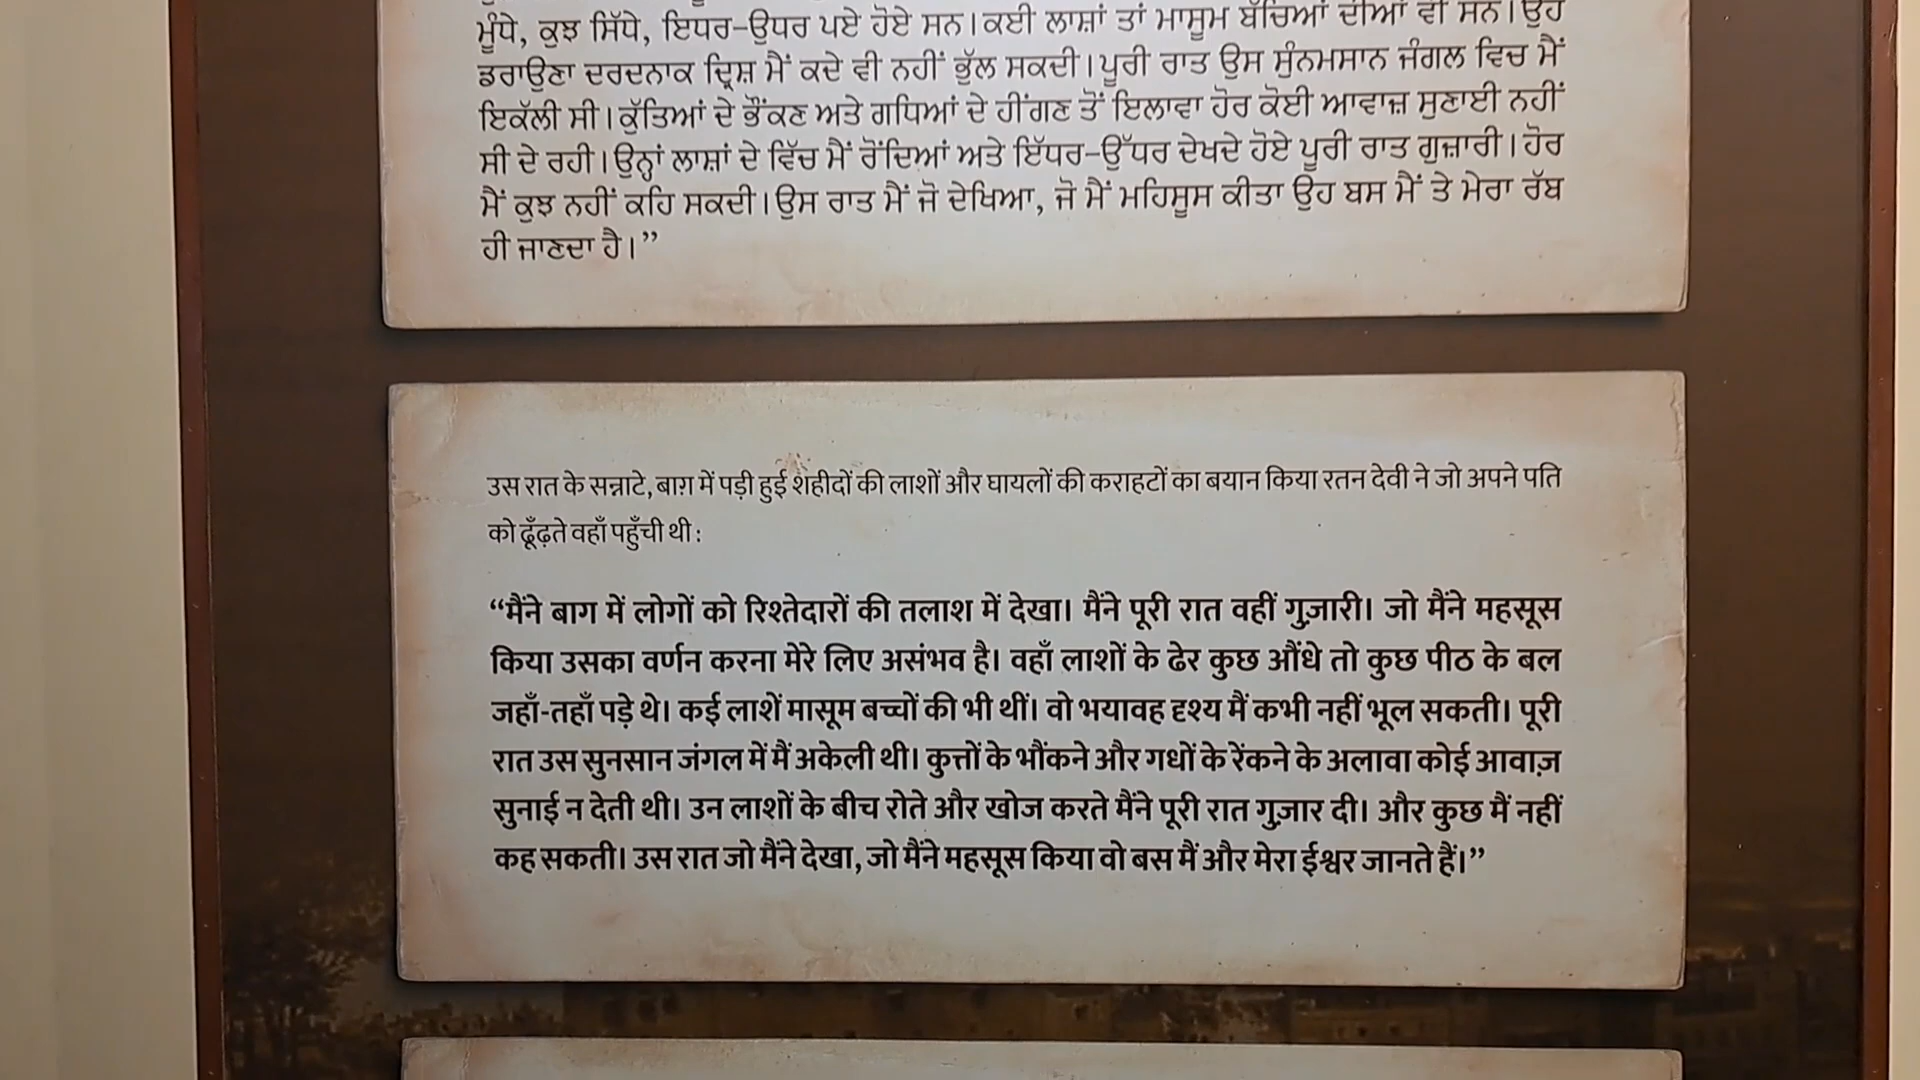 ਮੂੰਧੇ, ਕੁਝ ਸਿੱਧੇ, ਇਧਰ-ਉਧਰ ਪਏ ਹੋਏ ਸਨ। ਕਈ ਲਾਸ਼ਾਂ ਤਾਂ ਮਾਸੂਮ ਬੱਚਿਆਂ ਦੀਆਂ ਵੀ ਸਨ। ਉਹ
ਡਰਾਉਣਾ ਦਰਦਨਾਕ ਦ੍ਰਿਸ਼ ਮੈਂ ਕਦੇ ਵੀ ਨਹੀਂ ਭੁੱਲ ਸਕਦੀ। ਪੂਰੀ ਰਾਤ ਉਸ ਸੁੰਨਮਸਾਨ ਜੰਗਲ ਵਿਚ ਮੈਂ
ਇਕੱਲੀ ਸੀ। ਕੁੱਤਿਆਂ ਦੇ ਭੌਂਕਣ ਅਤੇ ਗਧਿਆਂ ਦੇ ਹੀਂਗਣ ਤੋਂ ਇਲਾਵਾ ਹੋਰ ਕੋਈ ਆਵਾਜ਼ ਸੁਣਾਈ ਨਹੀਂ
ਸੀ ਦੇ ਰਹੀ। ਉਨ੍ਹਾਂ ਲਾਸ਼ਾਂ ਦੇ ਵਿੱਚ ਮੈਂ ਰੋਂਦਿਆਂ ਅਤੇ ਇੱਧਰ-ਉੱਧਰ ਦੇਖਦੇ ਹੋਏ ਪੂਰੀ ਰਾਤ ਗੁਜ਼ਾਰੀ। ਹੋਰ
ਮੈਂ ਕੁਝ ਨਹੀਂ ਕਹਿ ਸਕਦੀ। ਉਸ ਰਾਤ ਮੈਂ ਜੋ ਦੇਖਿਆ, ਜੋ ਮੈਂ ਮਹਿਸੂਸ ਕੀਤਾ ਉਹ ਬਸ ਮੈਂ ਤੇ ਮੇਰਾ ਰੱਬ
ਹੀ ਜਾਣਦਾ ਹੈ।”
उस रात के सन्नाटे, बाग़ में पड़ी हुई शहीदों की लाशों और घायलों की कराहटों का बयान किया रतन देवी ने जो अपने पति
को ढूँढ़ते वहाँ पहुँची थी :
“मैंने बाग में लोगों को रिश्तेदारों की तलाश में देखा। मैंने पूरी रात वहीं गुज़ारी। जो मैंने महसूस
किया उसका वर्णन करना मेरे लिए असंभव है। वहाँ लाशों के ढेर कुछ औंधे तो कुछ पीठ के बल
जहाँ-तहाँ पड़े थे। कई लाशें मासूम बच्चों की भी थीं। वो भयावह दृश्य मैं कभी नहीं भूल सकती। पूरी
रात उस सुनसान जंगल में मैं अकेली थी। कुत्तों के भौंकने और गधों के रेंकने के अलावा कोई आवाज़
सुनाई न देती थी। उन लाशों के बीच रोते और खोज करते मैंने पूरी रात गुज़ार दी। और कुछ मैं नहीं
कह सकती। उस रात जो मैंने देखा, जो मैंने महसूस किया वो बस मैं और मेरा ईश्वर जानते हैं।”